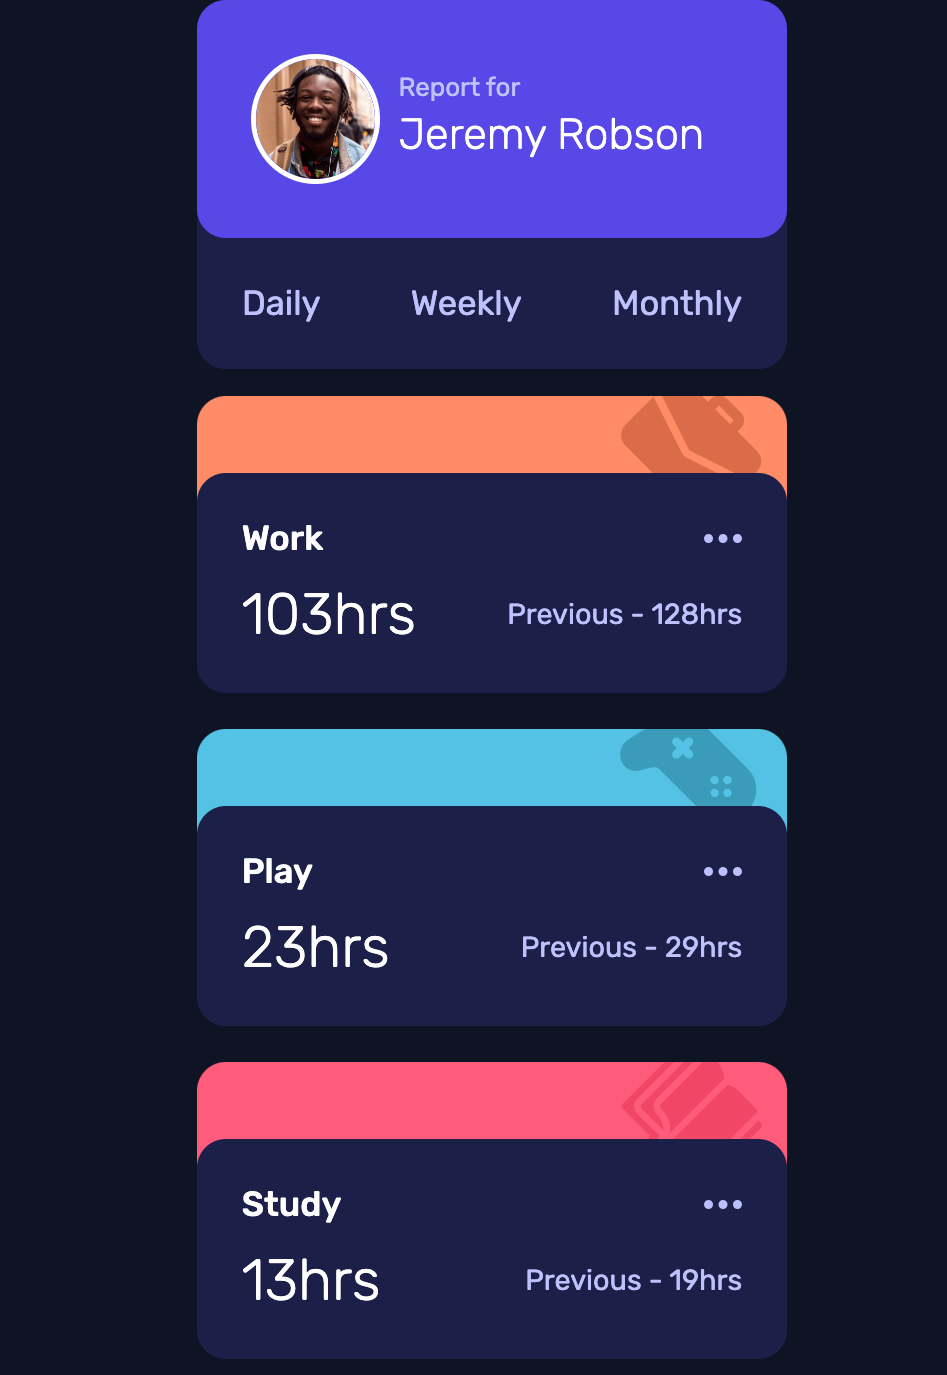 Report for
Jeremy Robson
Daily Weekly Monthly
Work
103hrs Previous - 128hrs
Play
23hrs Previous - 29hrs
Study
13hrs Previous - 19hrs